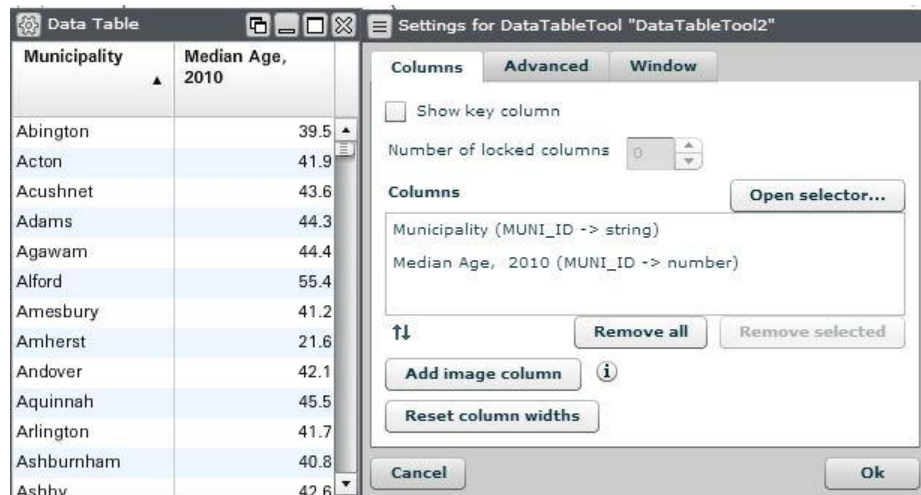 Data Table
Municipality
Median Age,
2010
Abington 39.5
Acton 41.9
Acushnet 43.6
Adams 44.3
Agawam 44.4
Alford 55.4
Amesbury 41.2
Amherst 21.6
Andover 42.1
Aquinnah 45.5
Arlington 41.7
Ashburnham 40.8
Ashby 42.6
Settings for DataTableTool "DataTableTool2"
Columns Advanced Window
Show key column
Number of locked columns 0
Columns Open selector...
Municipality (MUNI_ID -> string)
Median Age, 2010 (MUNI_ID -> number)
Remove all Remove selected
Add image column i
Reset column widths
Cancel Ok